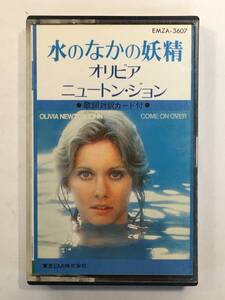 EMZA-3607
水のなかの妖精
オリビア
ニュートン・ジョン
●歌詞対訳カード付●
OLIVIA NEWTON-JOHN COME ON OVER
東芝EMI株式会社